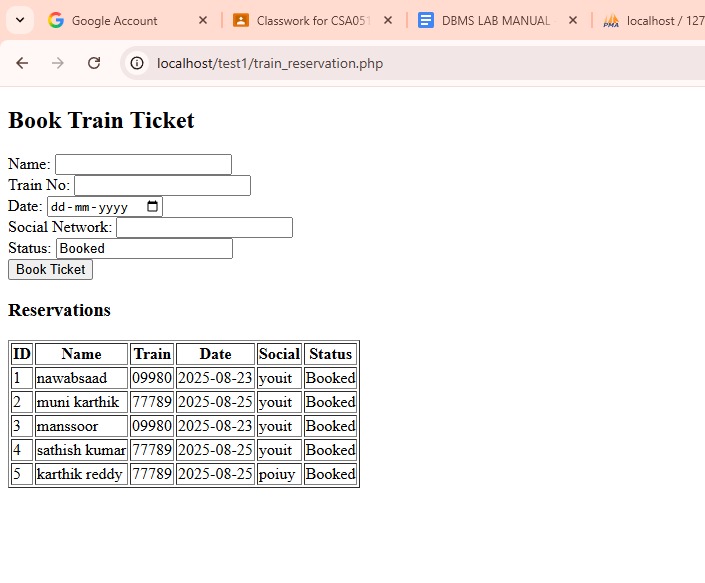 Google Account
Classwork for CSA051
DBMS LAB MANUAL
PMA localhost / 127
localhost/test1/train_reservation.php
Book Train Ticket
Name:
Train No:
Date: dd-mm-yyyy
Social Network:
Status: Booked
Book Ticket
Reservations
ID Name Train Date Social Status
1 nawabsaad 09980 2025-08-23 youit Booked
2 muni karthik 77789 2025-08-25 youit Booked
3 manssoor 09980 2025-08-23 youit Booked
4 sathish kumar 77789 2025-08-25 youit Booked
5 karthik reddy 77789 2025-08-25 poiuy Booked